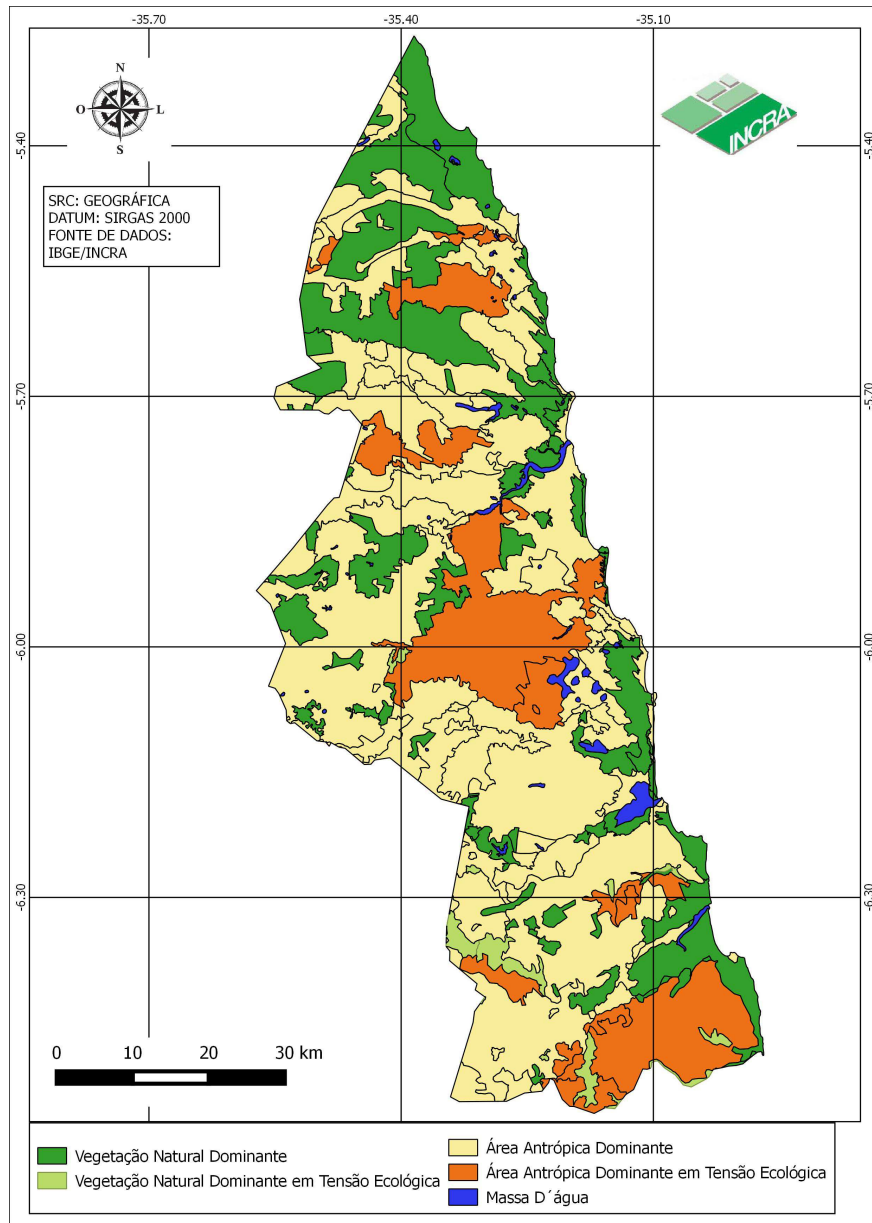 -35.70 -35.40 -35.10
N
O L
S
INCRA
-5.40 -5.40
SRC: GEOGRÁFICA
DATUM: SIRGAS 2000
FONTE DE DADOS:
IBGE/INCRA
-5.70 -5.70
-6.00 -6.00
-6.30 -6.30
0 10 20 30 km
Vegetação Natural Dominante
Vegetação Natural Dominante em Tensão Ecológica
Área Antrópica Dominante
Área Antrópica Dominante em Tensão Ecológica
Massa D´água